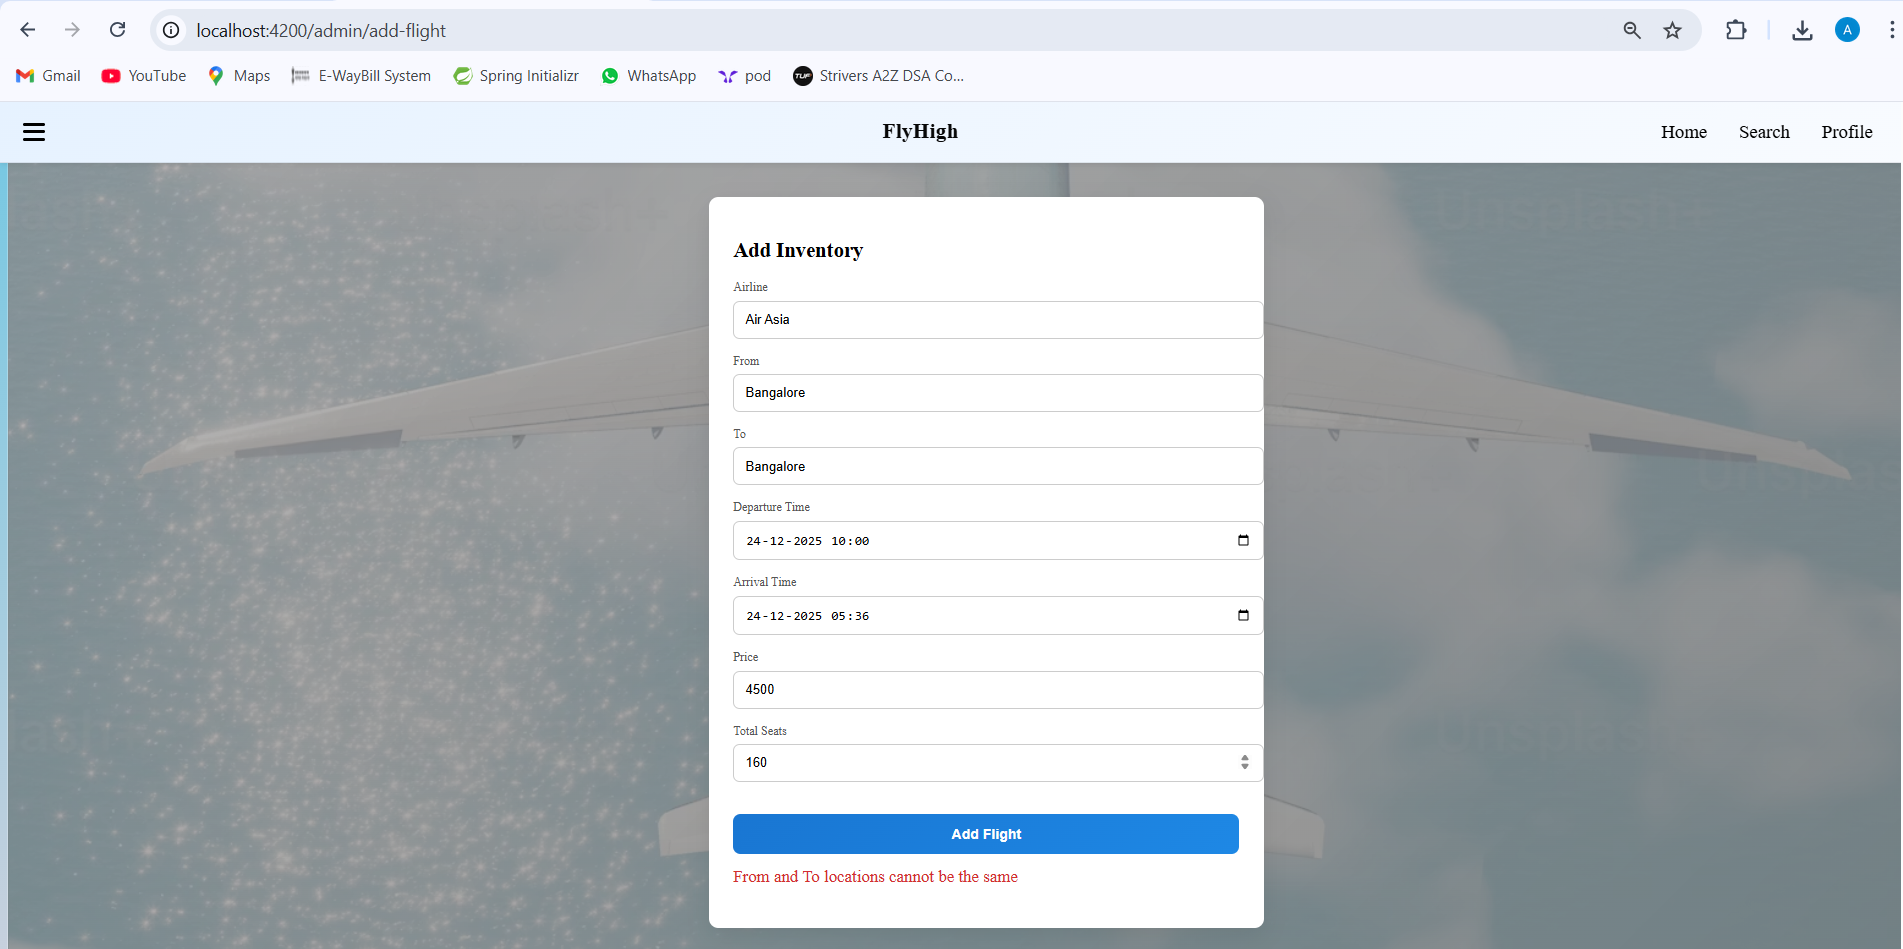 localhost:4200/admin/add-flight
A
Gmail YouTube Maps E-WayBill System Spring Initializr WhatsApp pod TUF Strivers A2Z DSA Co...
FlyHigh
Home Search Profile
Unsplash+
Add Inventory
Airline
Air Asia
From
Bangalore
To
Bangalore
Departure Time
24-12-2025 10:00
Arrival Time
24-12-2025 05:36
Price
4500
Total Seats
160
Add Flight
From and To locations cannot be the same